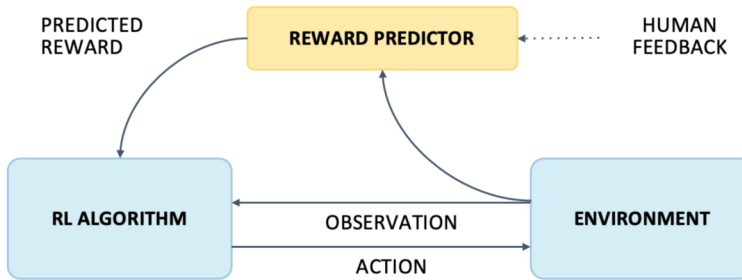 PREDICTED
REWARD
REWARD PREDICTOR
HUMAN
FEEDBACK
RL ALGORITHM
OBSERVATION
ACTION
ENVIRONMENT